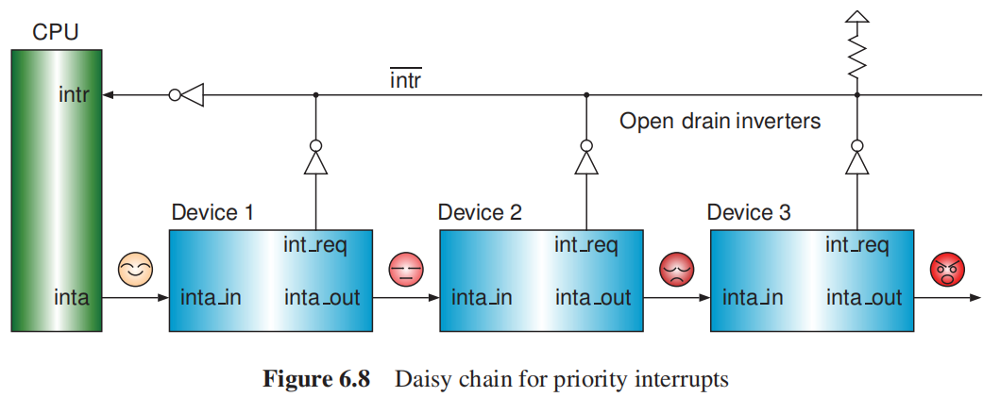 CPU
intr
intr
Open drain inverters
Device 1
Device 2
Device 3
int_req
int_req
int_req
inta
inta_in
inta_out
inta_in
inta_out
inta_in
inta_out
Figure 6.8 Daisy chain for priority interrupts